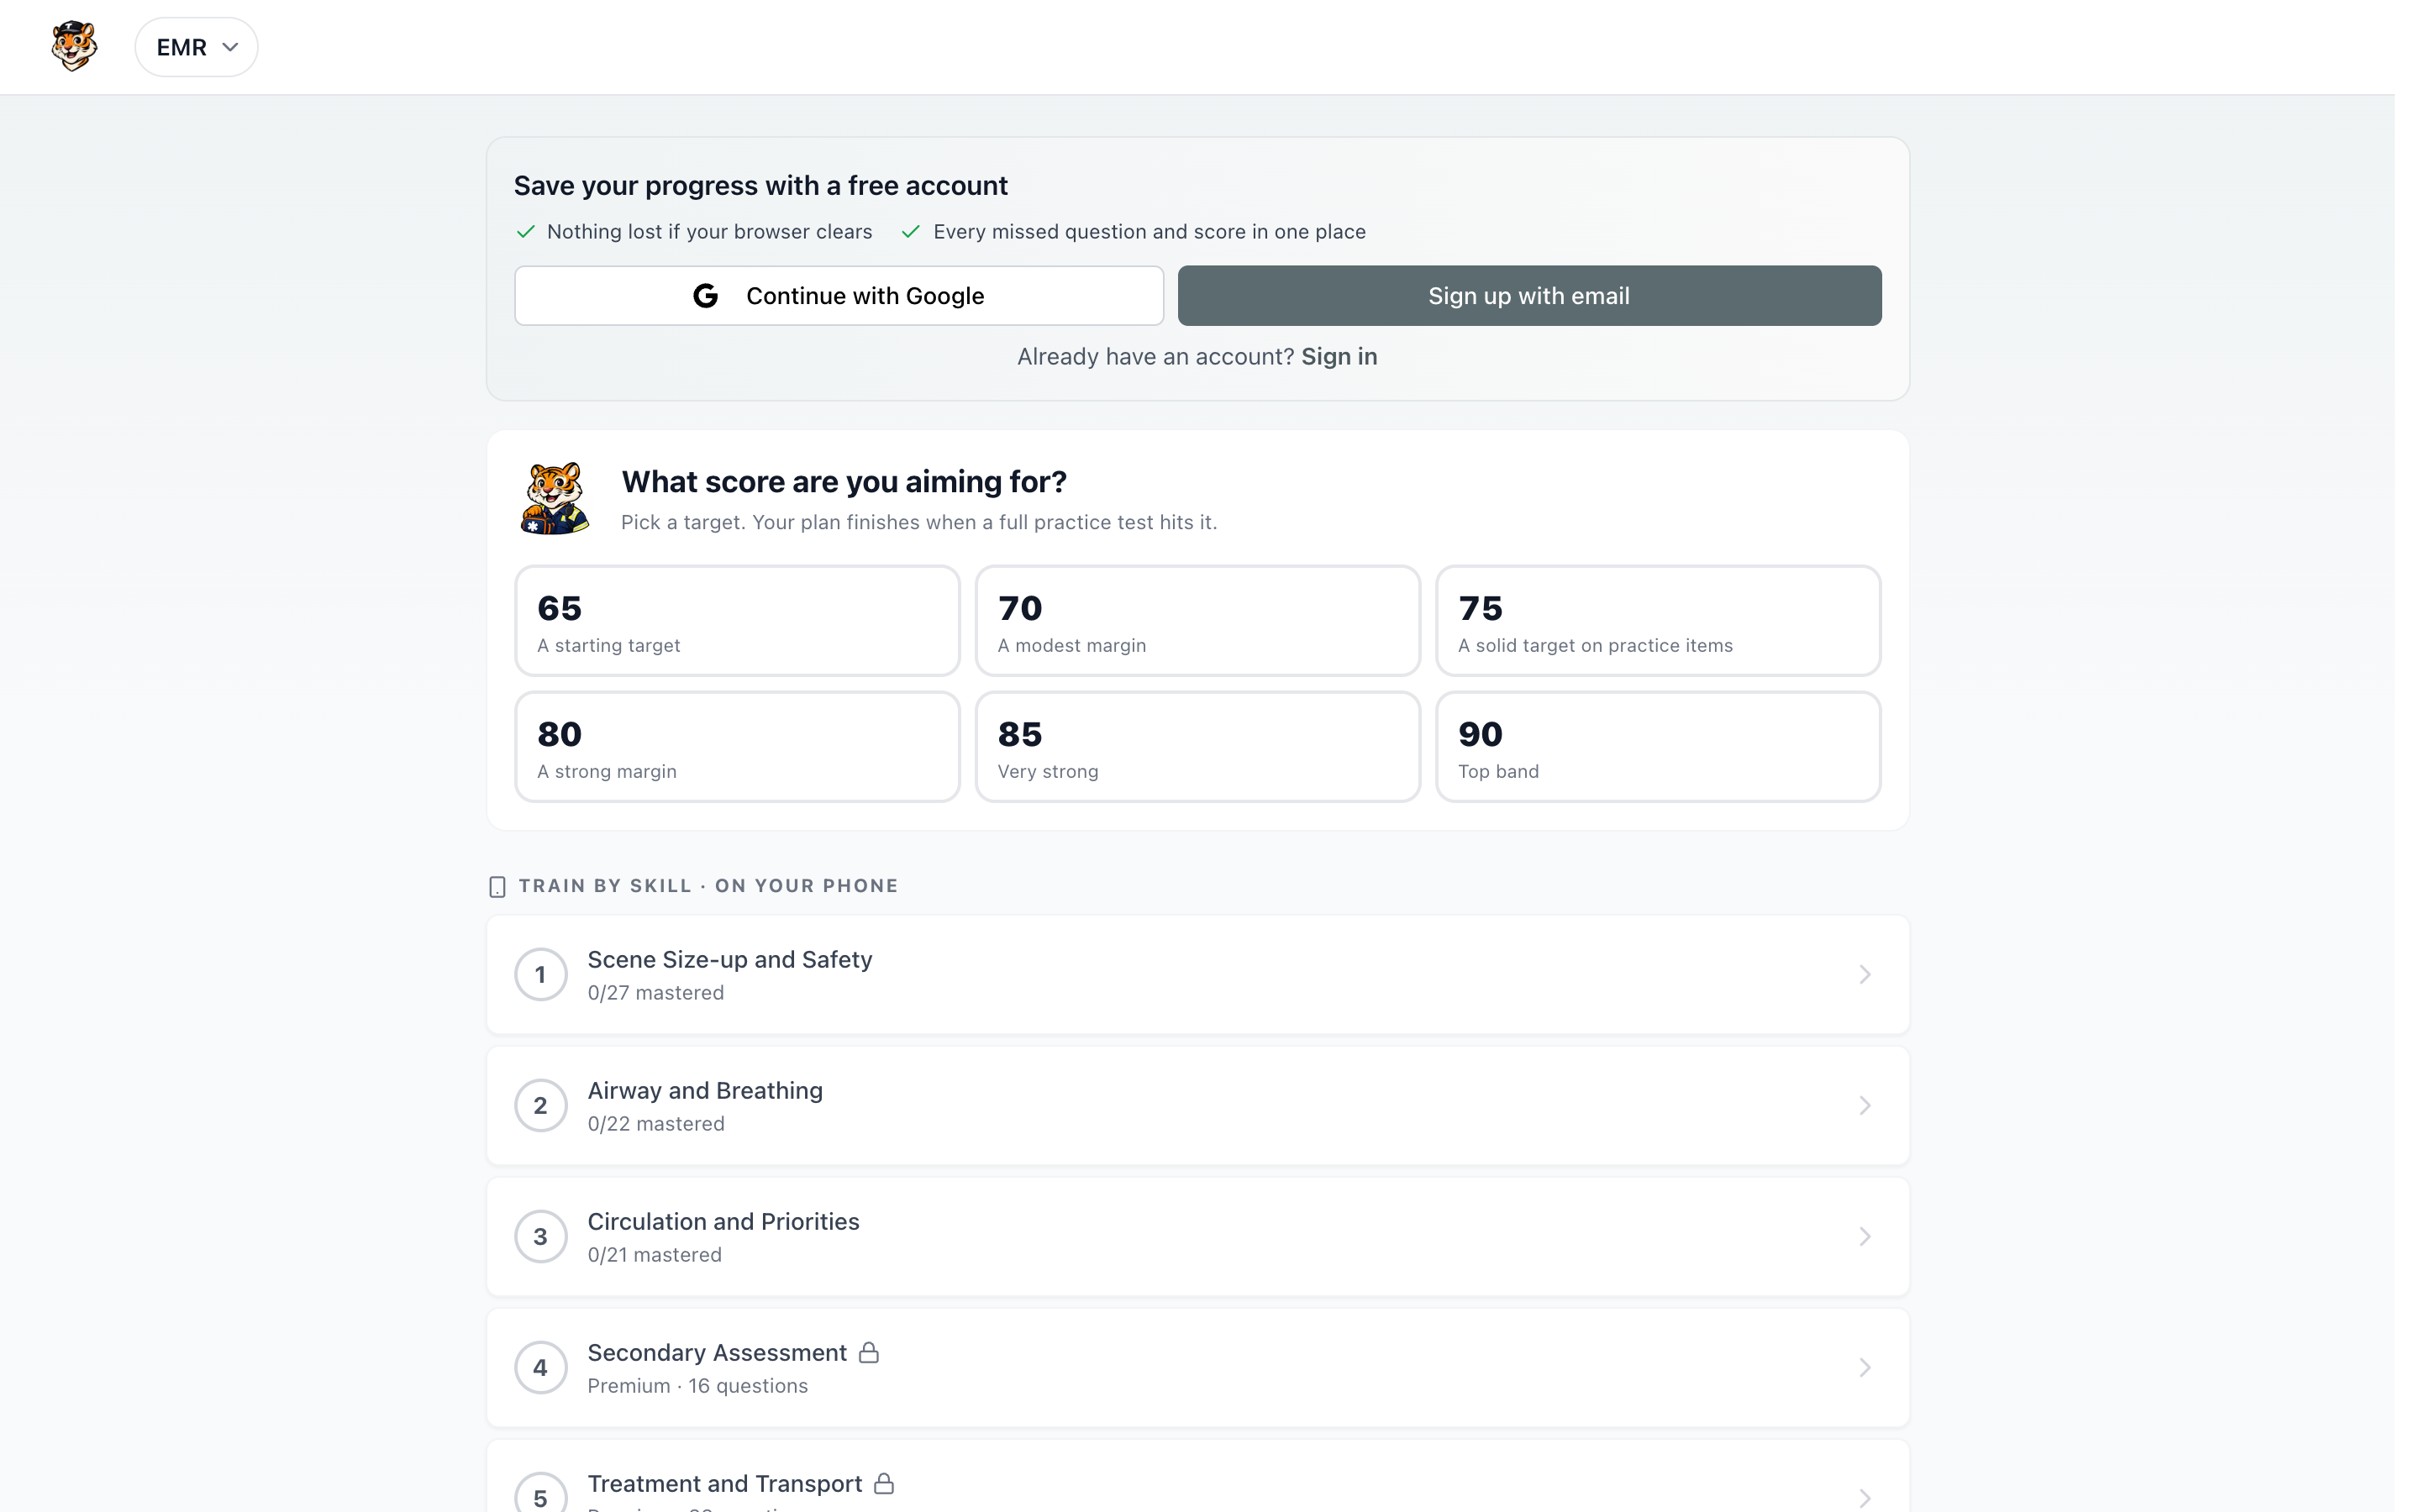 EMR
Save your progress with a free account
Nothing lost if your browser clears
Every missed question and score in one place
Continue with Google
Sign up with email
Already have an account? Sign in
What score are you aiming for?
Pick a target. Your plan finishes when a full practice test hits it.
65
A starting target
70
A modest margin
75
A solid target on practice items
80
A strong margin
85
Very strong
90
Top band
TRAIN BY SKILL · ON YOUR PHONE
1
Scene Size-up and Safety
0/27 mastered
2
Airway and Breathing
0/22 mastered
3
Circulation and Priorities
0/21 mastered
4
Secondary Assessment
Premium · 16 questions
5
Treatment and Transport